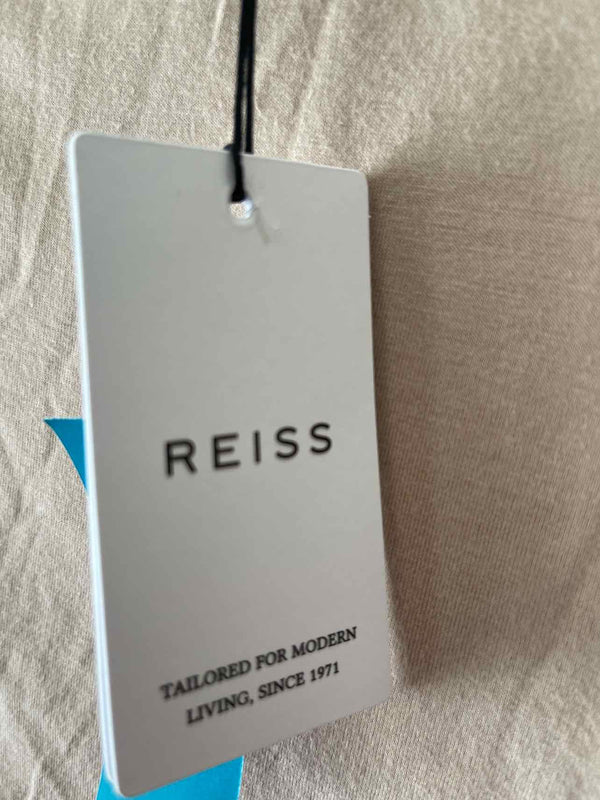 REISS
TAILORED FOR MODERN
LIVING, SINCE 1971